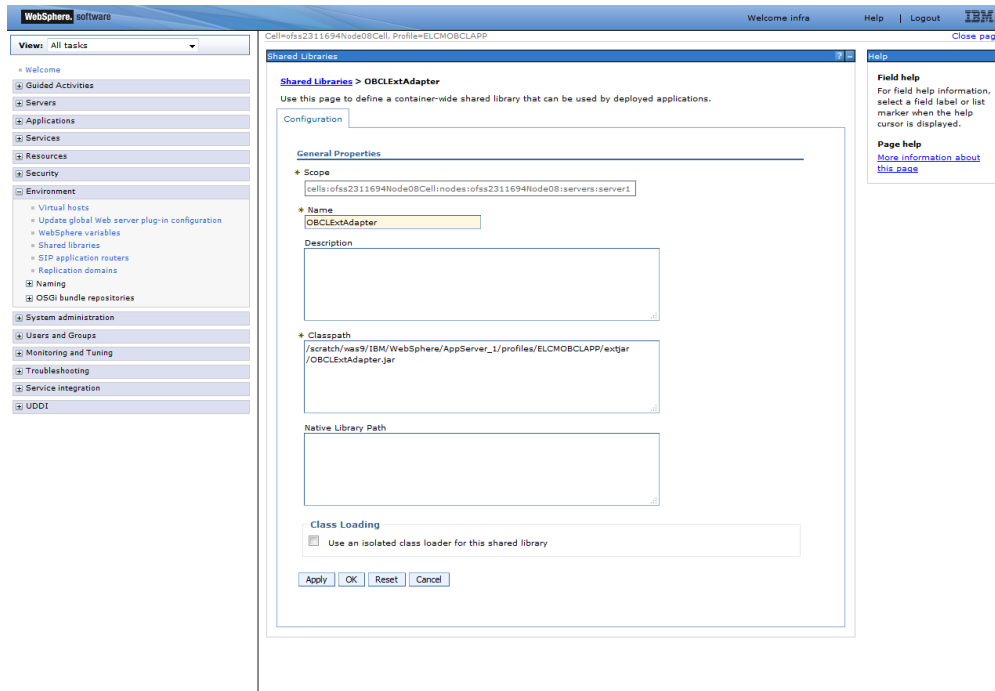 WebSphere. software
Welcome infra
Help | Logout
IBM
View: All tasks
Cell=ofss2311694Node08Cell, Profile=ELCMOBCLAPP
Close pag
Welcome
Guided Activities
Servers
Applications
Services
Resources
Security
Environment
Virtual hosts
Update global Web server plug-in configuration
WebSphere variables
Shared libraries
SIP application routers
Replication domains
Naming
OSGi bundle repositories
System administration
Users and Groups
Monitoring and Tuning
Troubleshooting
Service integration
UDDI
Shared Libraries
? –
Shared Libraries > OBCLExtAdapter
Use this page to define a container-wide shared library that can be used by deployed applications.
Configuration
General Properties
* Scope
cells:ofss2311694Node08Cell:nodes:ofss2311694Node08:servers:server1
* Name
OBCLExtAdapter
Description
* Classpath
/scratch/was9/IBM/WebSphere/AppServer_1/profiles/ELCMOBCLAPP/extjar
/OBCLExtAdapter.jar
Native Library Path
Class Loading
Use an isolated class loader for this shared library
Apply OK Reset Cancel
Help
Field help
For field help information,
select a field label or list
marker when the help
cursor is displayed.
Page help
More information about
this page